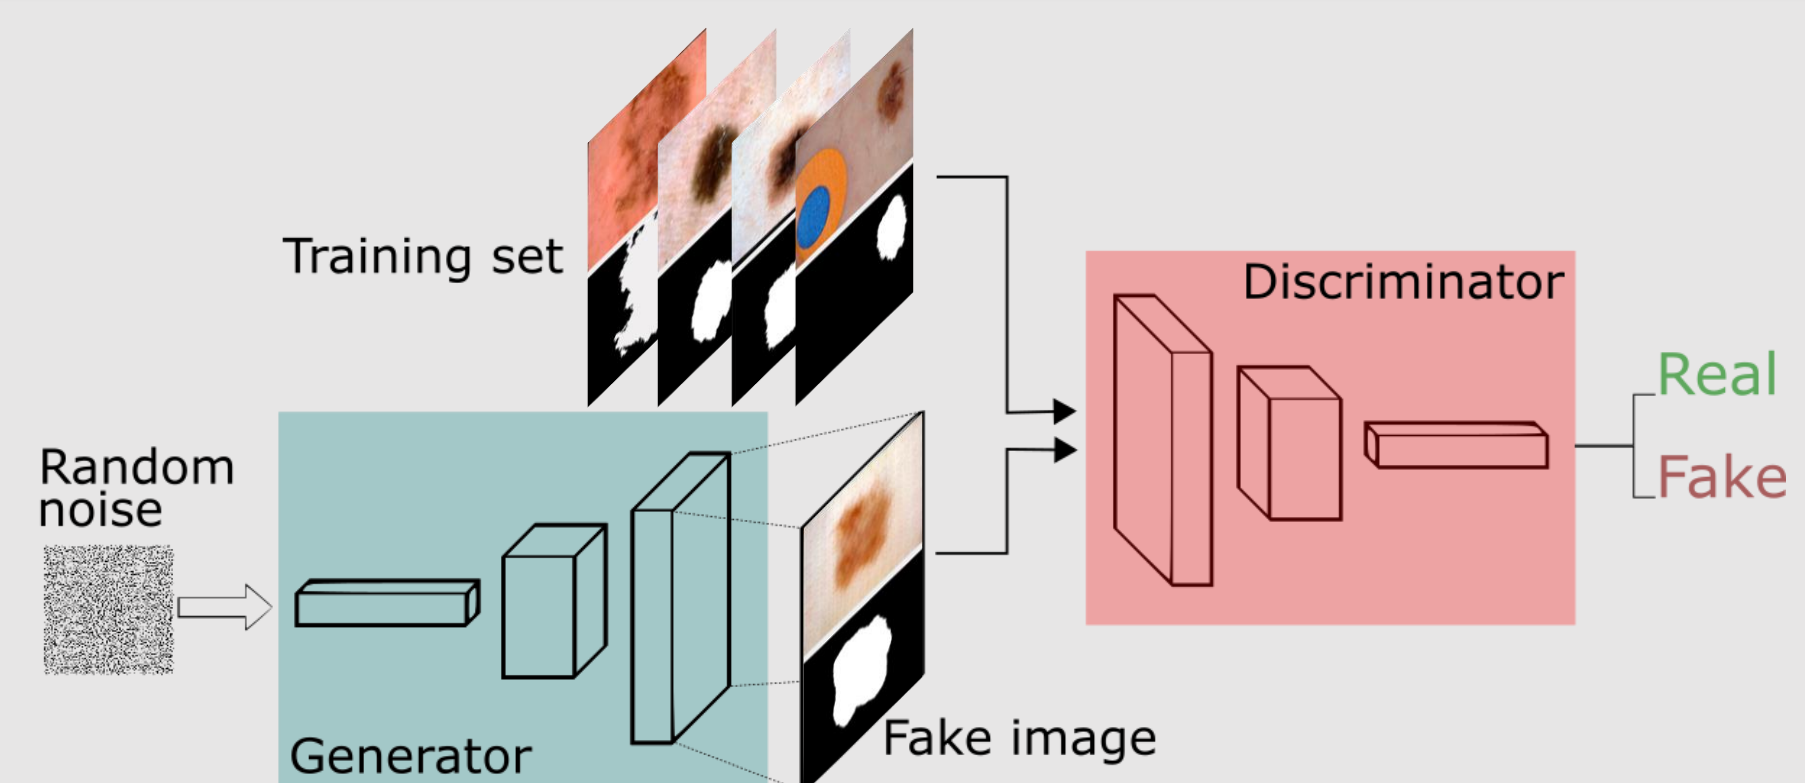 Training set
Discriminator
Real
Fake
Random
noise
Generator
Fake image